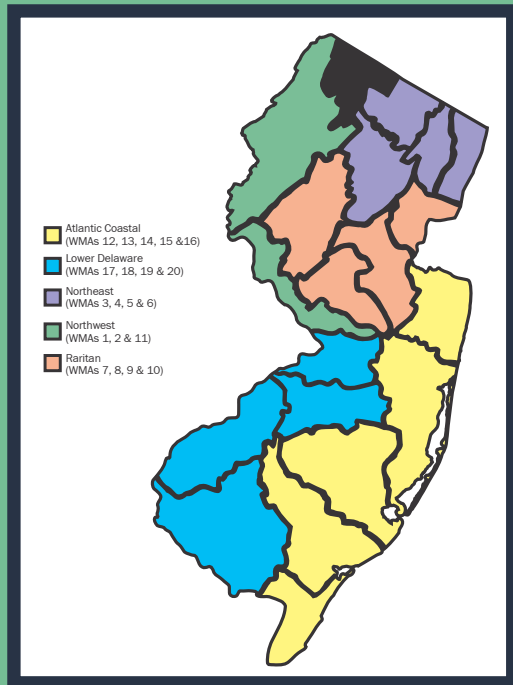 Atlantic Coastal
(WMAs 12, 13, 14, 15 &16)
Lower Delaware
(WMAs 17, 18, 19 & 20)
Northeast
(WMAs 3, 4, 5 & 6)
Northwest
(WMAs 1, 2 & 11)
Raritan
(WMAs 7, 8, 9 & 10)